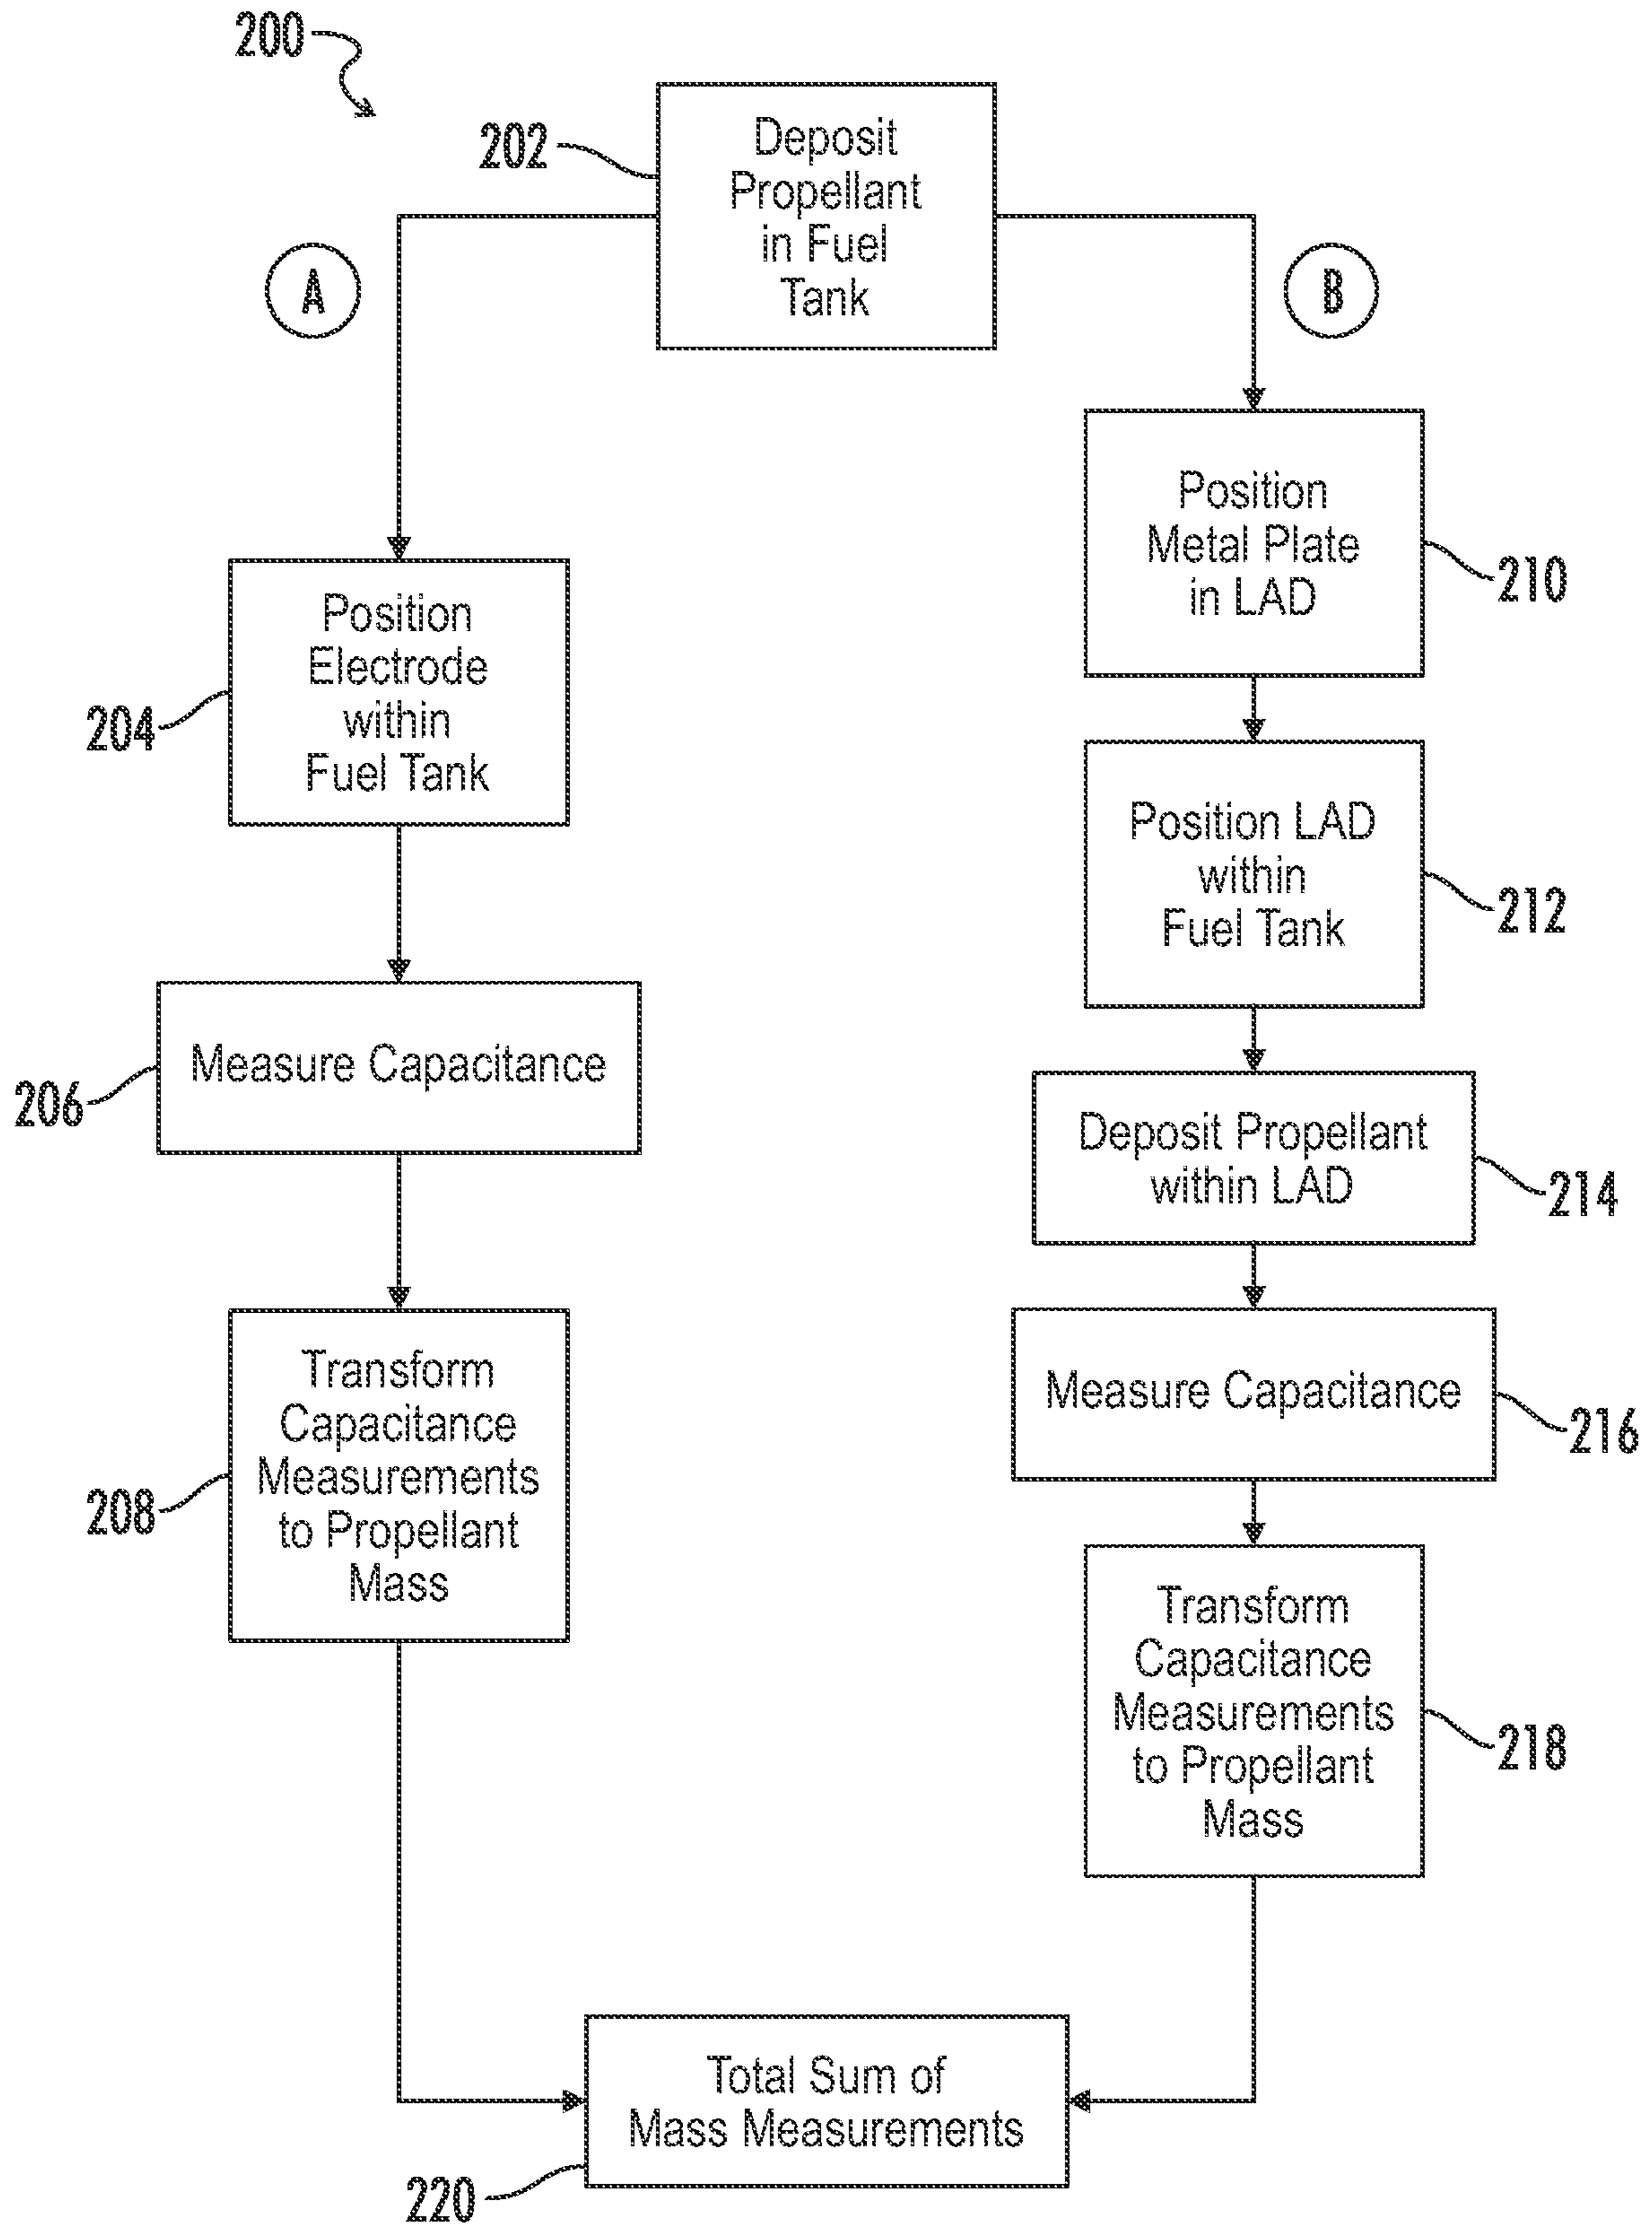 200
202
Deposit
Propellant
in Fuel
Tank
A
B
Position
Electrode
within
Fuel Tank
204
Measure Capacitance
206
Transform
Capacitance
Measurements
to Propellant
Mass
208
Position
Metal Plate
in LAD
210
Position LAD
within
Fuel Tank
212
Deposit Propellant
within LAD
214
Measure Capacitance
216
Transform
Capacitance
Measurements
to Propellant
Mass
218
Total Sum of
Mass Measurements
220